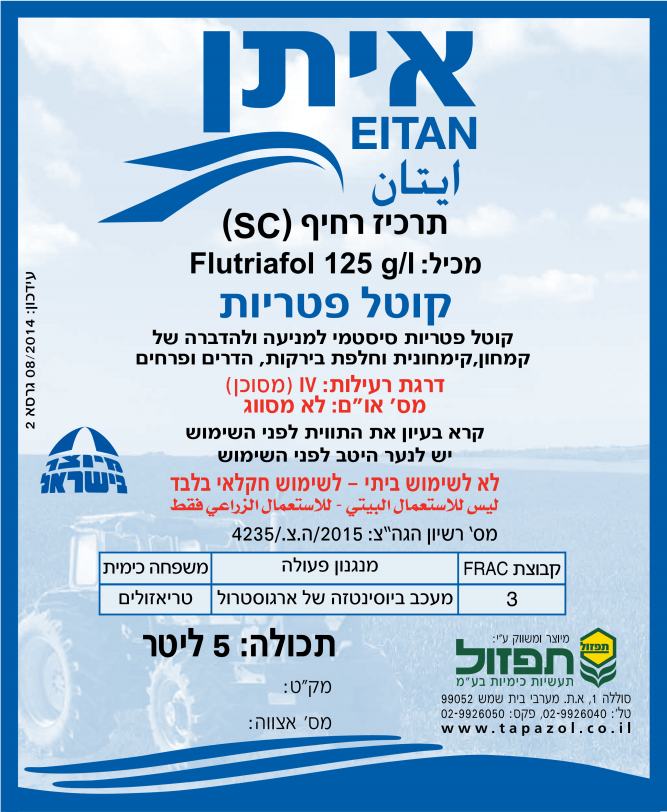 איתן
EITAN
ايتان
תרכיז רחיף (SC)
מכיל: Flutriafol 125 g/l
קוטל פטריות
קוטל פטריות סיסטמי למניעה ולהדברה של
קמחון,קימחונית וחלפת בירקות, הדרים ופרחים
דרגת רעילות: IV (מסוכן)
מס׳ או״ם: לא מסווג
קרא בעיון את התווית לפני השימוש
יש לנער היטב לפני השימוש
לא לשימוש ביתי – לשימוש חקלאי בלבד
ليس للاستعمال البيتي - للاستعمال الزراعي فقط
מס׳ רשיון הגה״צ: 2015/ה.צ./4235
קבוצת FRAC מנגנון פעולה משפחה כימית
3 מעכב ביוסינטזה של ארגוסטרול טריאזולים
תכולה: 5 ליטר
מק״ט:
מס׳ אצווה:
מיוצר ומשווק ע״י:
תפזול
תפזול
תעשיות כימיות בע״מ
סוללה 1, א.ת. מערבי בית שמש 99052
טל׳: 02-9926040, פקס: 02-9926050
www.tapazol.co.il
מיוצר
בישראל
עידכון: 08/2014 גרסא 2